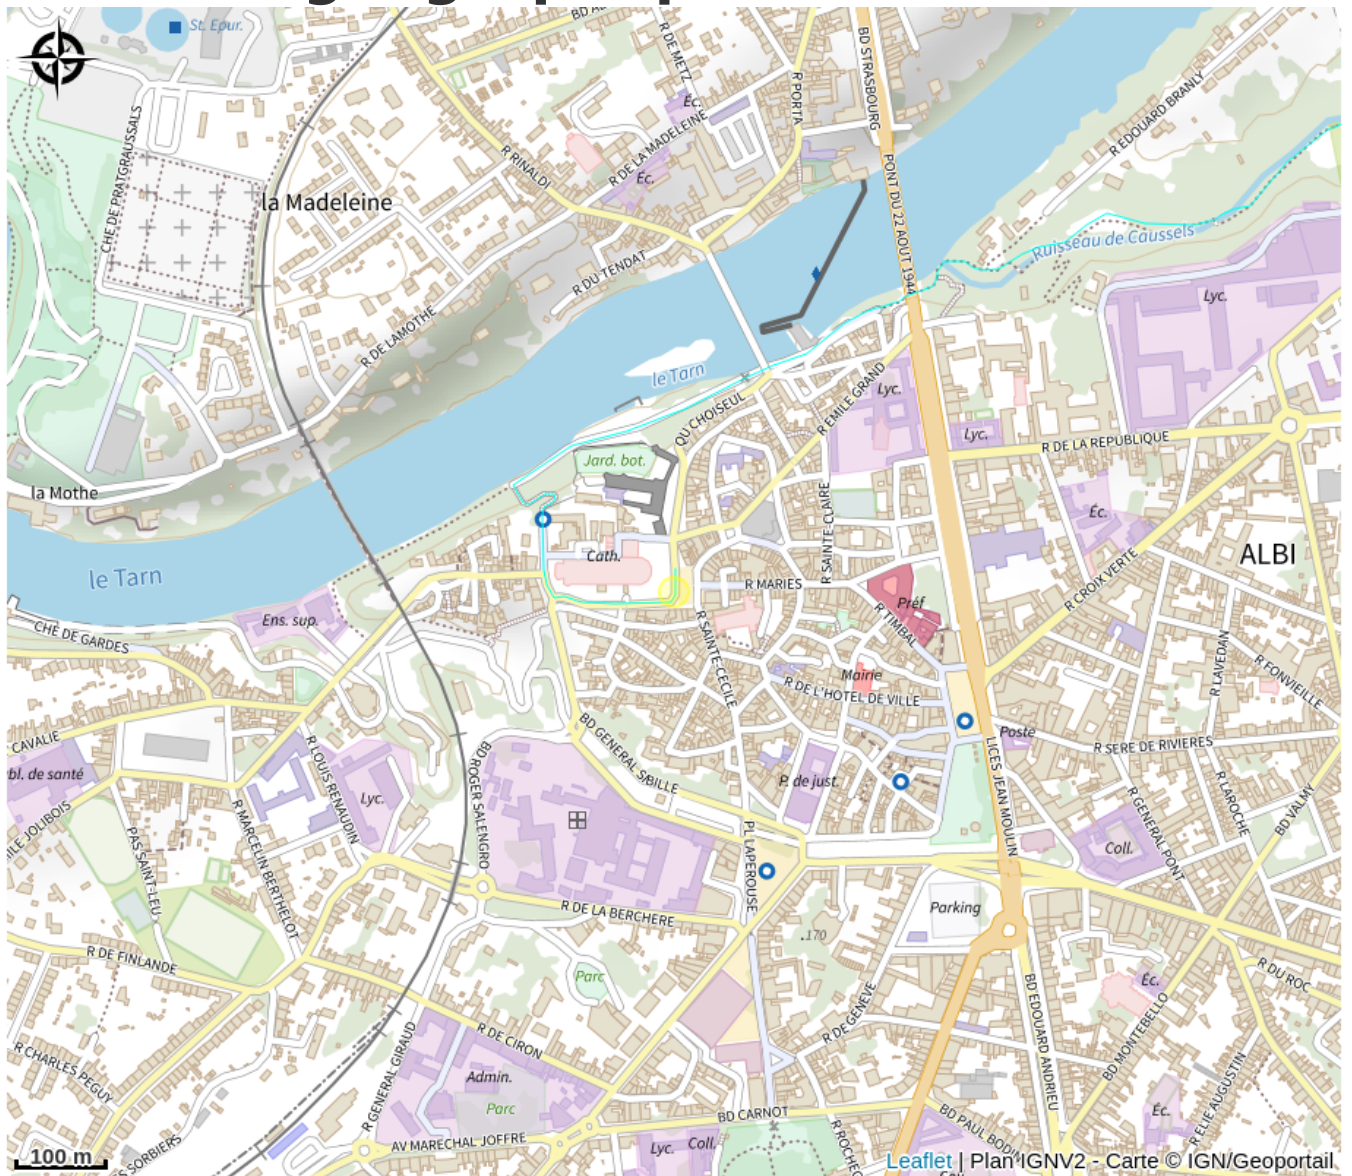 St. Epur.
R DE METZ
BD STRASBOURG
R PORTA
Éc.
R EDOUARD BRANLY
CHE DE PRATGRAUSSALS
R DE LA MADELEINE
R RINALDI
Éc.
la Madeleine
PONT DU 22 AOUT 1944
Ruisseau de Caussels
R DU TENDAT
Lyc.
R DE LAMOTHE
le Tarn
Lyc.
R EMILE GRAND
QU CHOISEUL
Lyc.
R DE LA REPUBLIQUE
Jard. bot.
la Mothe
R SAINTE-CLAIRE
Éc.
Cath.
ALBI
le Tarn
R MARIES
R CROIX VERTE
Préf.
R TIMBAL
Ens. sup.
CHE DE GARDES
R SAINTE-CECILE
R LAVEDAN
R FONVIEILLE
Mairie
R DE L'HOTEL DE VILLE
CAVALIE
BD GENERAL SIBILLE
Poste
R SERE DE RIVIERES
bl. de santé
R LOUIS RENAUDIN
BD ROGER SALENGRO
P. de just.
LICES JEAN MOULIN
Lyc.
R MARCELIN BERTHELOT
R LAROCHE
BD VALMY
R GENERAL PONT
ILE JOLIBOIS
PAS SAINT-LEU
PL LAPEROUSE
Coll.
R DE LA BERCHERE
Parking
.170
R DE FINLANDE
Parc
R DU ROC
Éc.
R DE GENEVE
BD EDOUARD ANDRIEU
BD MONTEBELLO
R DE CIRON
R CHARLES PEGUY
R GENERAL GIRAUD
Admin.
R ELIE AUGUSTIN
Parc
BD CARNOT
Éc.
BD PAUL BODIN
AV MARECHAL JOFFRE
R ROCHE
Lyc.
Coll.
S SORBIERS
100 m
Leaflet | Plan IGNV2 - Carte © IGN/Geoportail